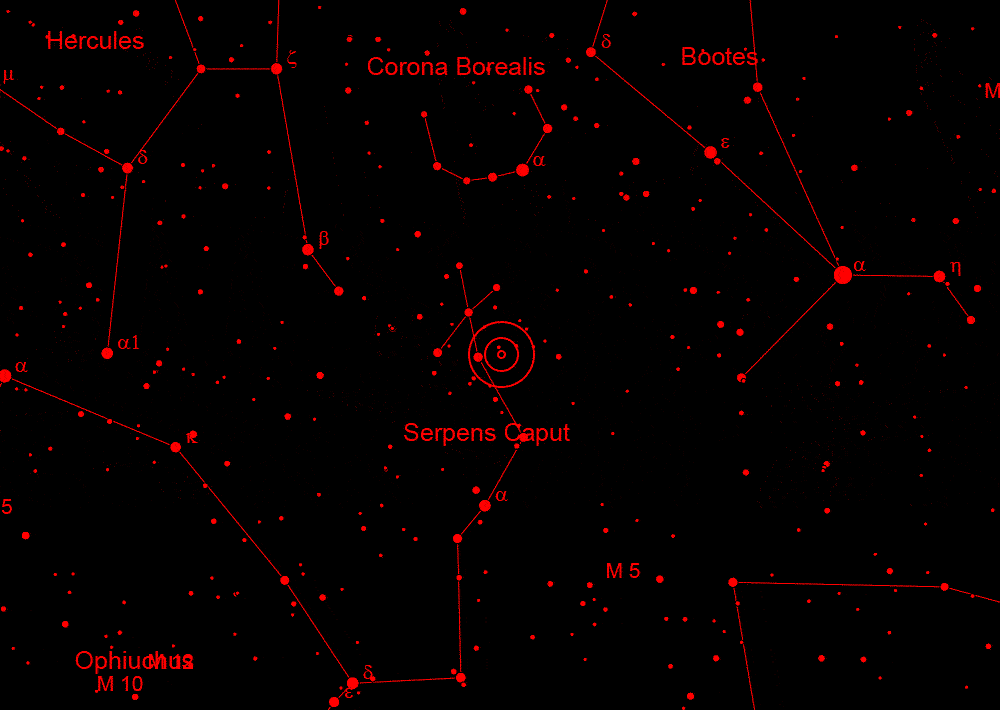 Hercules
δ
Bootes
ζ
Corona Borealis
μ
M
ε
δ
α
β
α
η
α1
α
Serpens Caput
κ
α
5
M 5
Ophiuchus
M 10
δ
ε